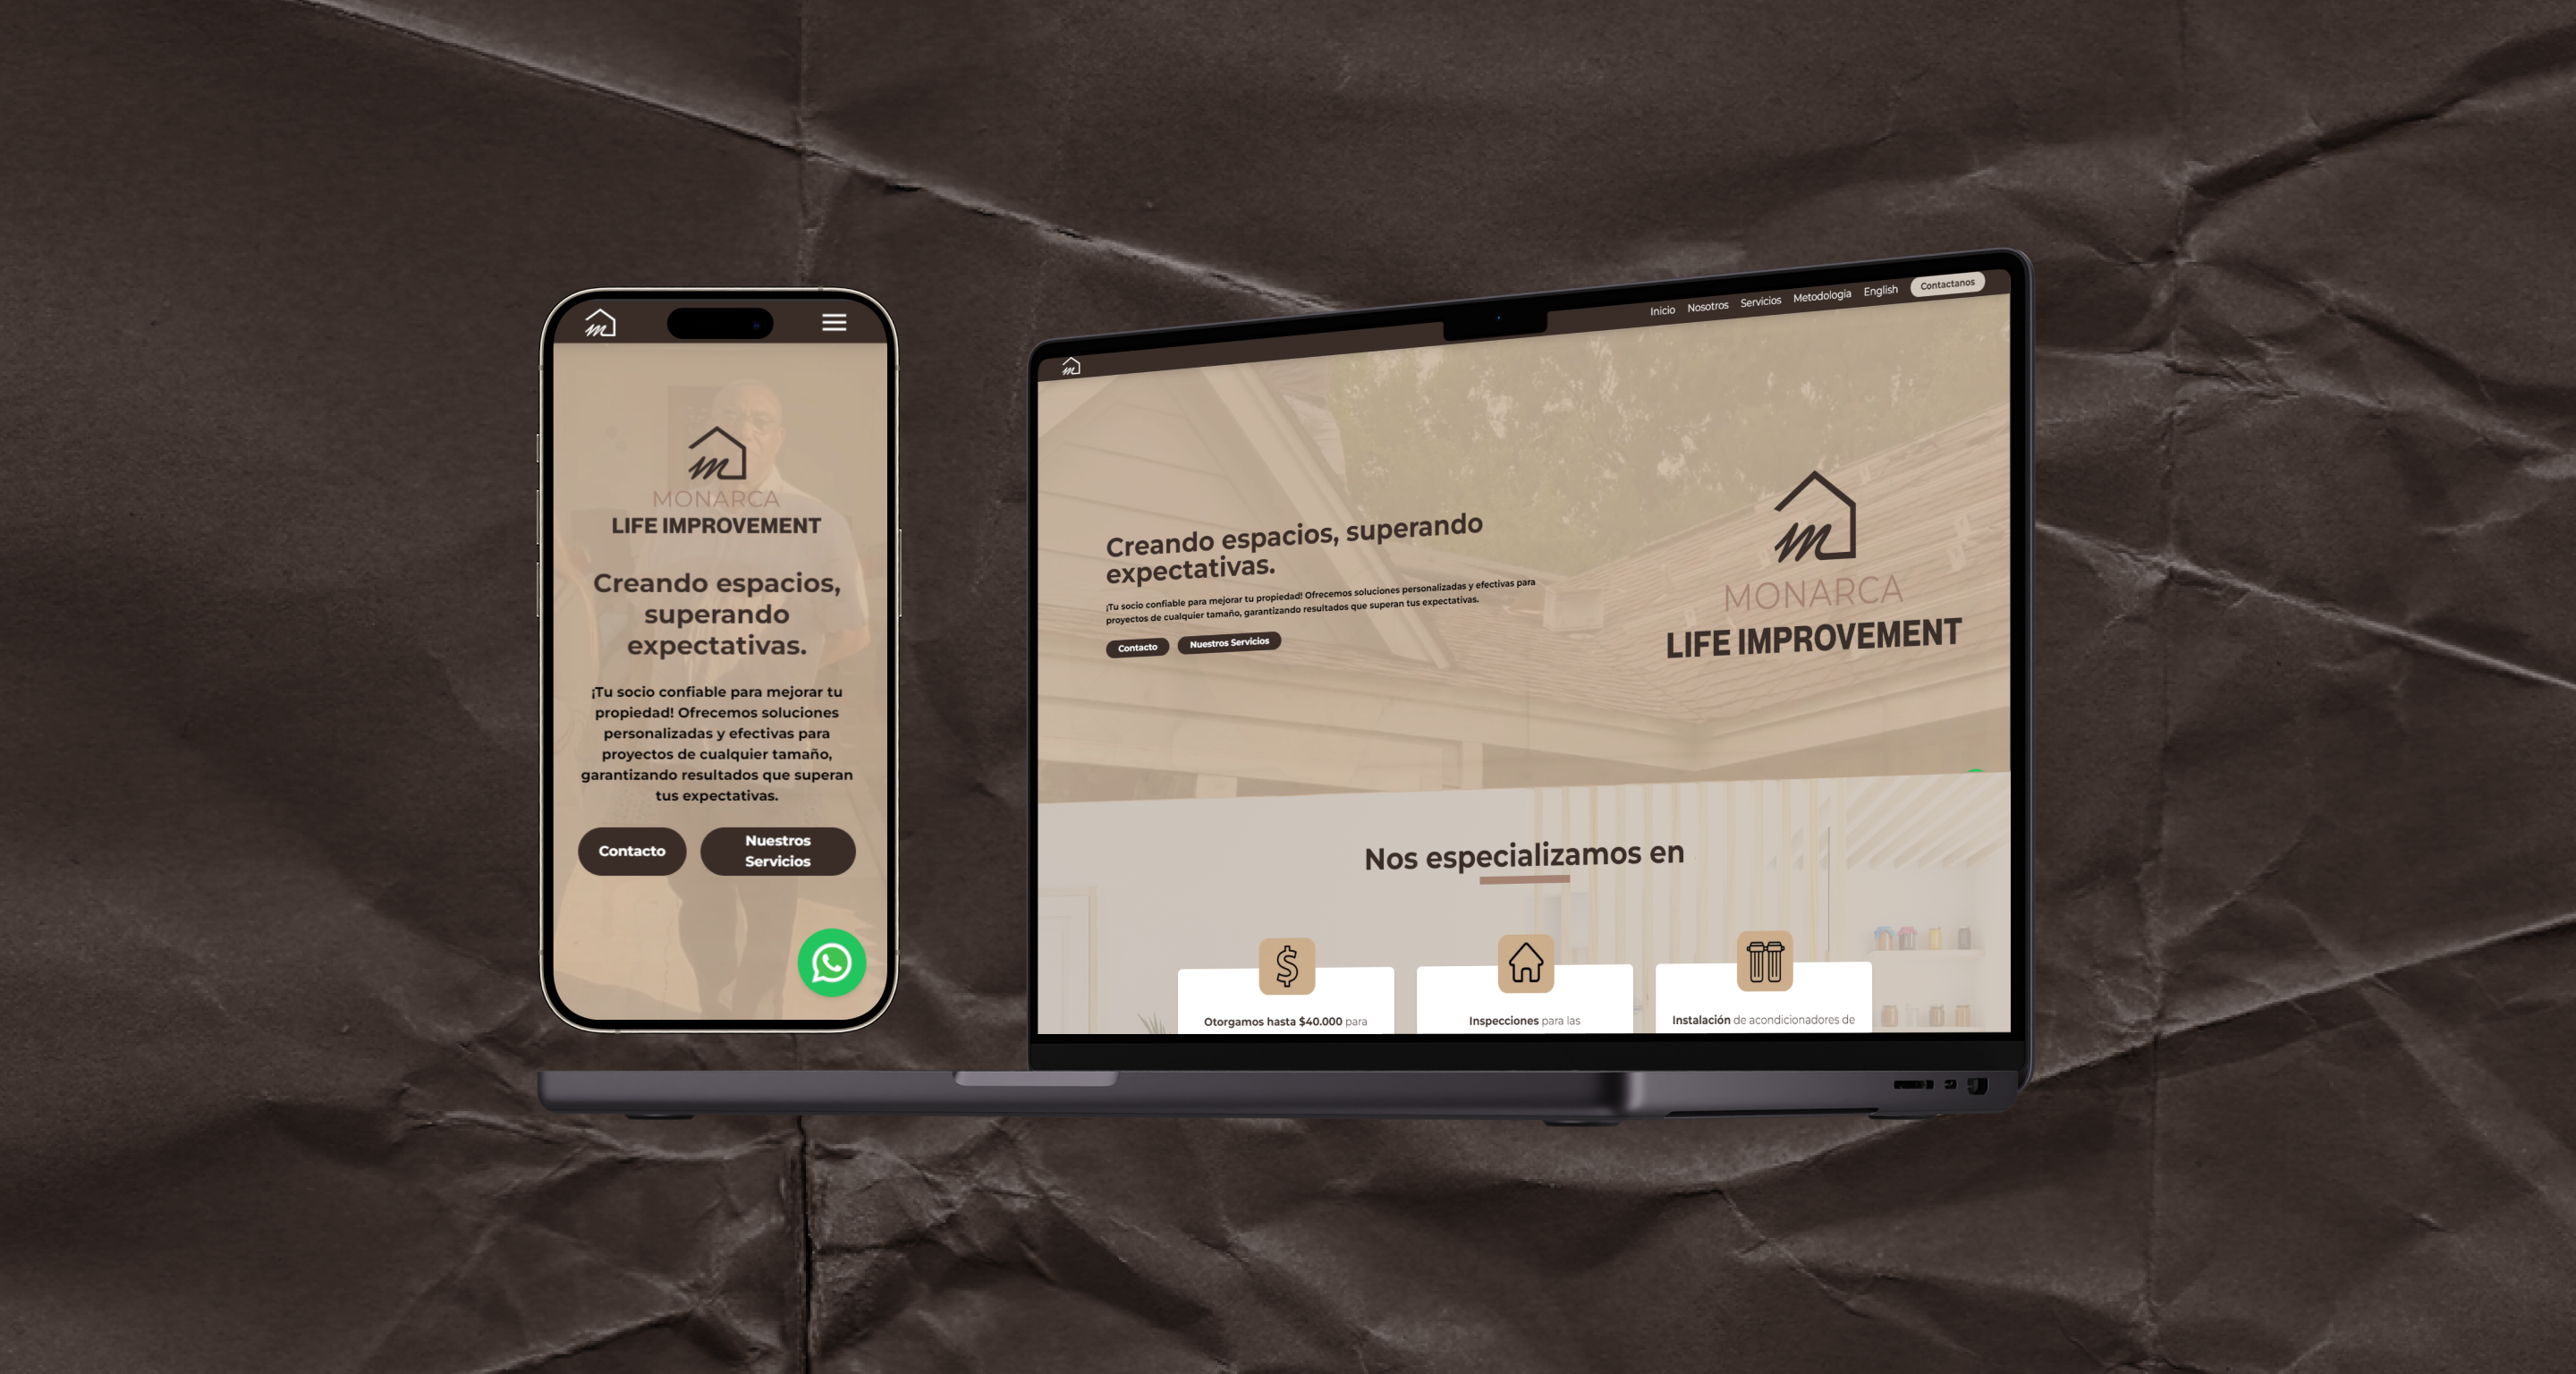 MONARCA
LIFE IMPROVEMENT
Creando espacios,
superando
expectativas.
¡Tu socio confiable para mejorar tu
propiedad! Ofrecemos soluciones
personalizadas y efectivas para
proyectos de cualquier tamaño,
garantizando resultados que superan
tus expectativas.
Contacto
Nuestros
Servicios
Inicio Nosotros Servicios Metodologia English Contactanos
Creando espacios, superando
expectativas.
¡Tu socio confiable para mejorar tu propiedad! Ofrecemos soluciones personalizadas y efectivas para
proyectos de cualquier tamaño, garantizando resultados que superan tus expectativas.
Contacto Nuestros Servicios
MONARCA
LIFE IMPROVEMENT
Nos especializamos en
Otorgamos hasta $40.000 para
Inspecciones para las
Instalación de acondicionadores de